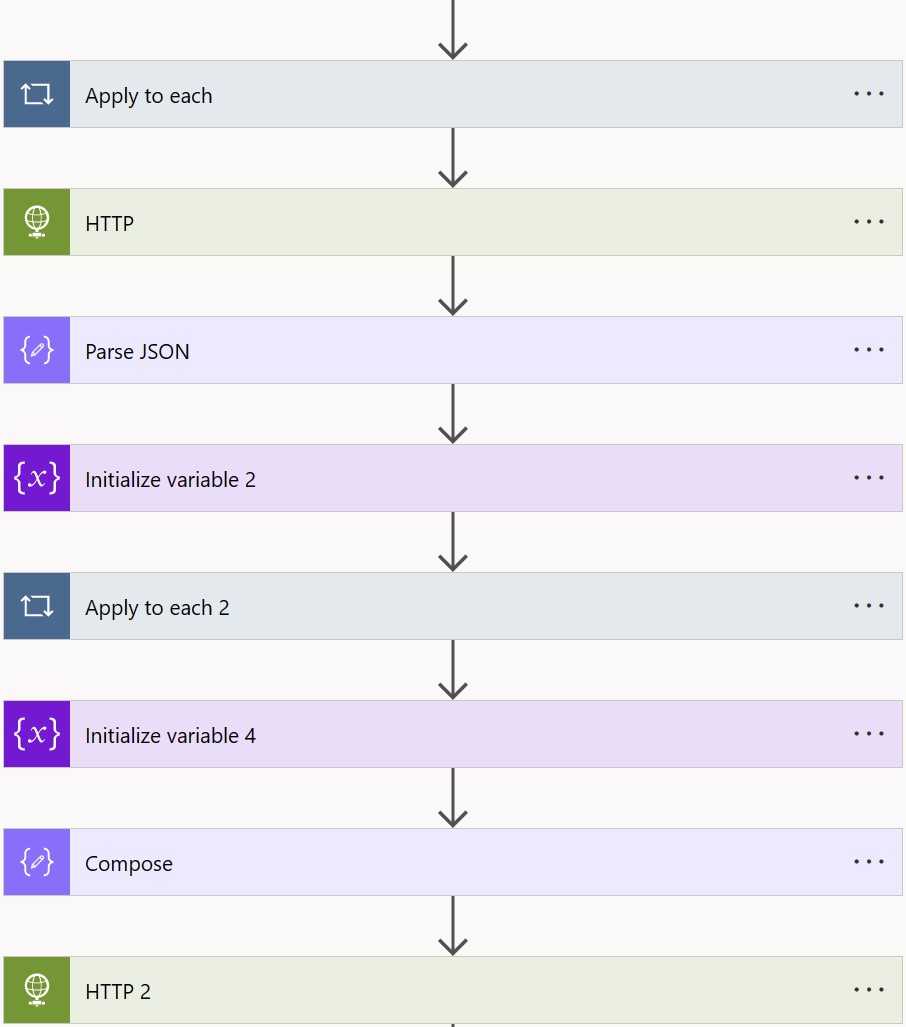 Apply to each
HTTP
Parse JSON
{x} Initialize variable 2
Apply to each 2
{x} Initialize variable 4
Compose
HTTP 2